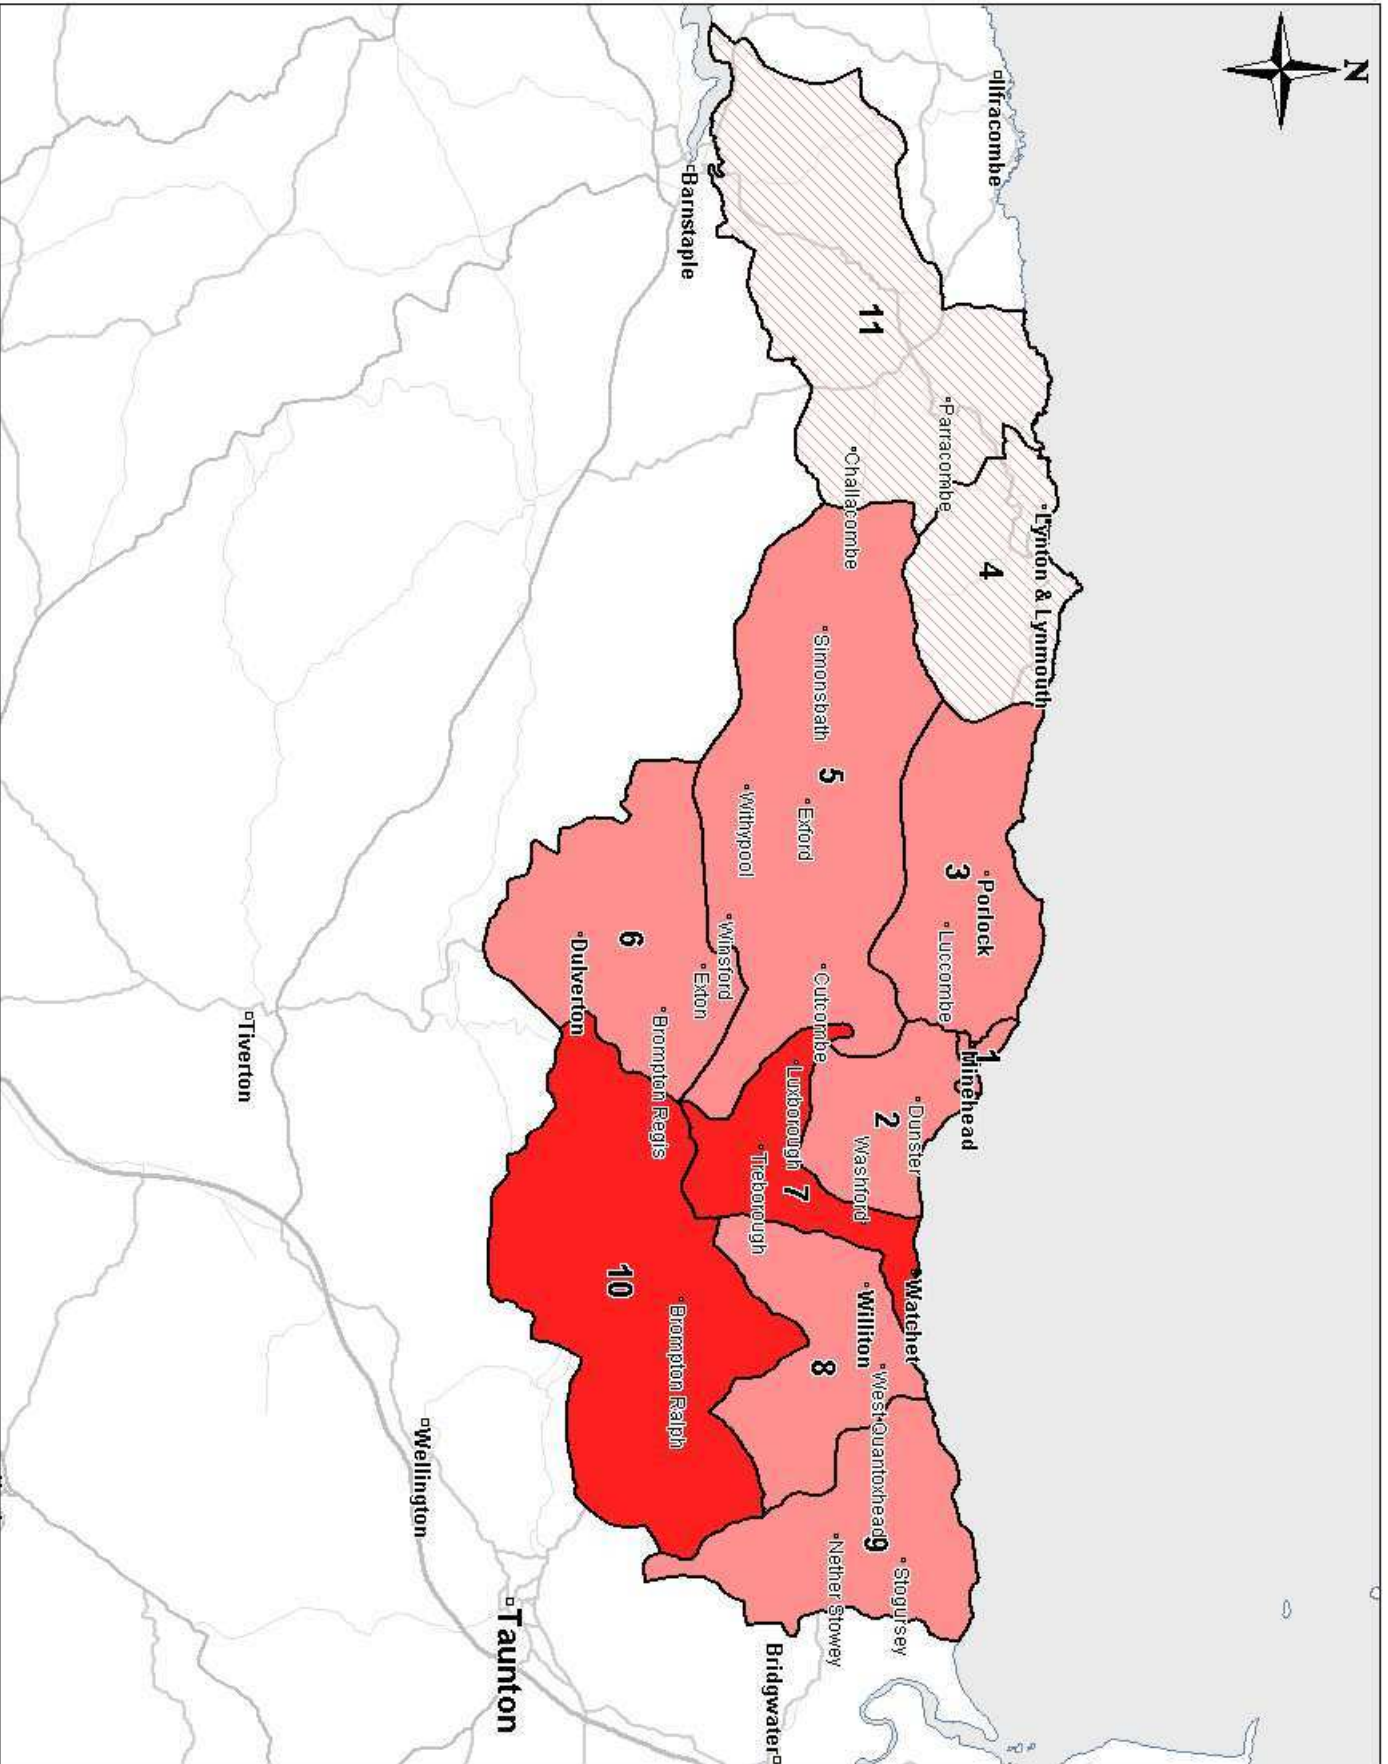 N
Ilfracombe
Lynton & Lynmouth
Parracombe
Barnstaple
11
Challacombe
4
Simonsbath
5
Exford
Withypool
3
Porlock
Luccombe
1
Minehead
Winsford
Exton
Cutcombe
6
Dulverton
Brompton Regis
2
Dunster
Washford
Luxborough
7
Treborough
Watchet
Williton
8
West Quantoxhead
9
Stogursey
Nether Stowey
10
Brompton Ralph
Tiverton
Wellington
Taunton
Bridgwater